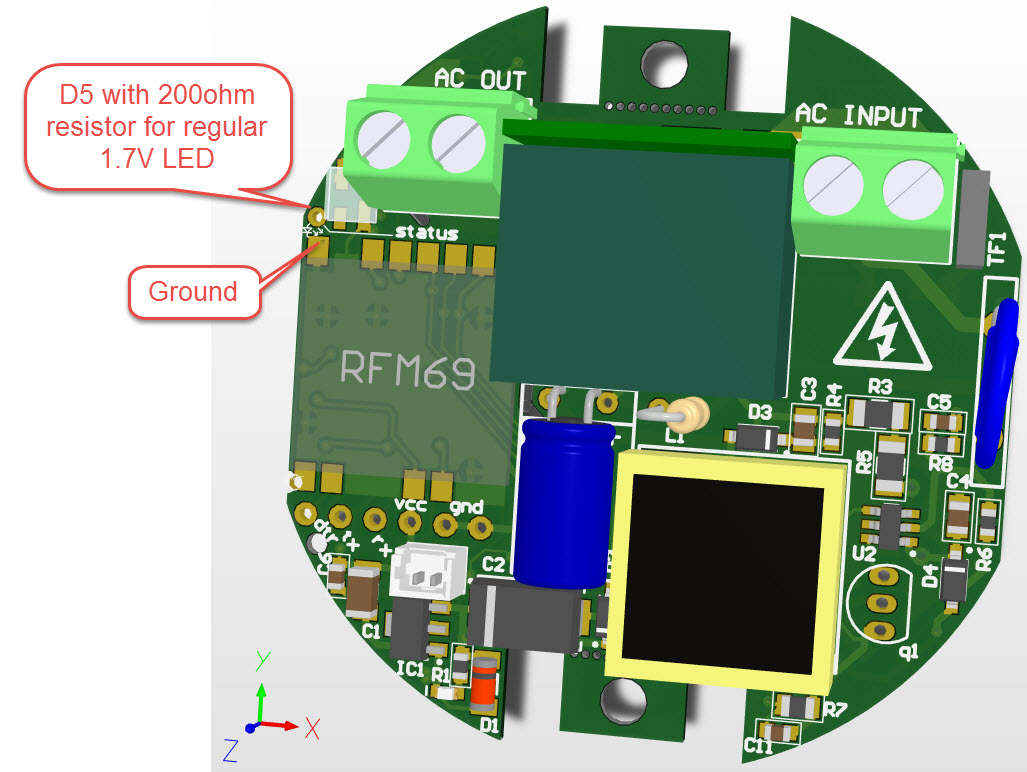 D5 with 200ohm
resistor for regular
1.7V LED
Ground
AC OUT
AC INPUT
status
TF1
RFM69
C3
R4
R3
C5
D3
L1
R5
R8
C4
vcc
gnd
R6
U2
D4
C6
C2
C1
q1
IC1
R1
D1
R7
C11
Y
X
Z